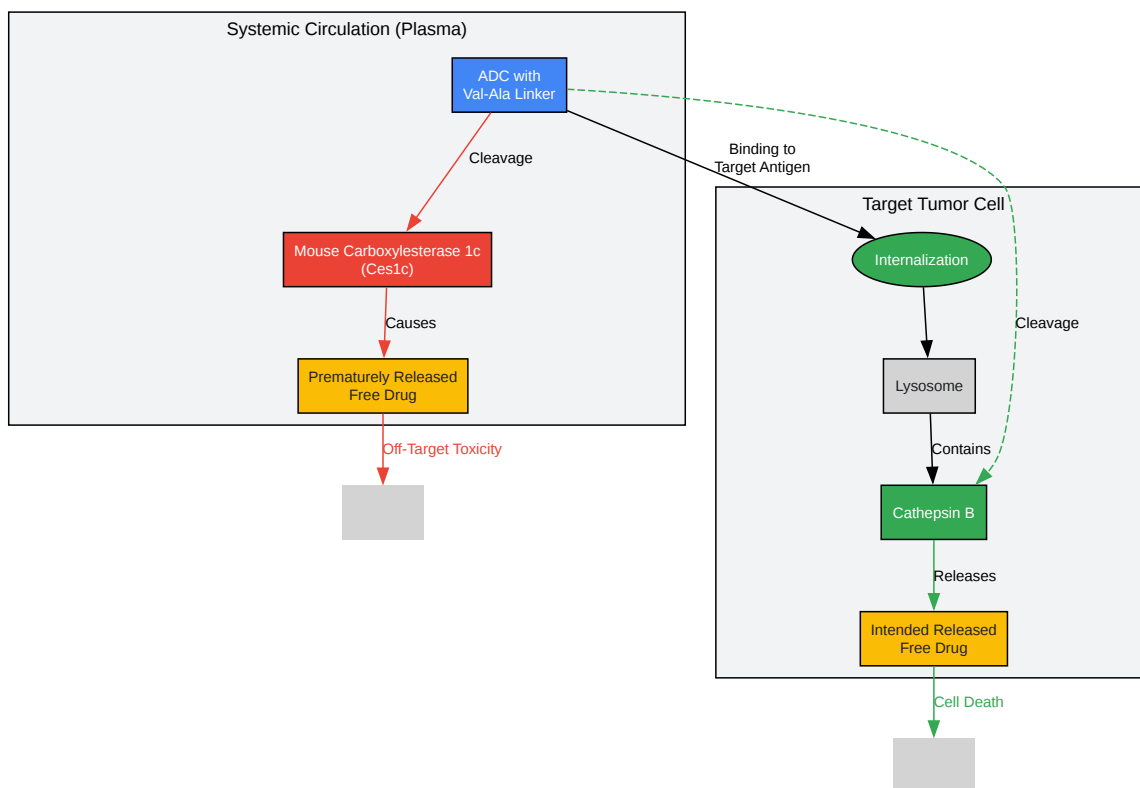 Systemic Circulation (Plasma)
ADC with
Val-Ala Linker
Cleavage
Binding to
Target Antigen
Target Tumor Cell
Mouse Carboxylesterase 1c
(Ces1c)
Internalization
Causes
Cleavage
Prematurely Released
Free Drug
Lysosome
Off-Target Toxicity
Contains
Cathepsin B
Releases
Intended Released
Free Drug
Cell Death